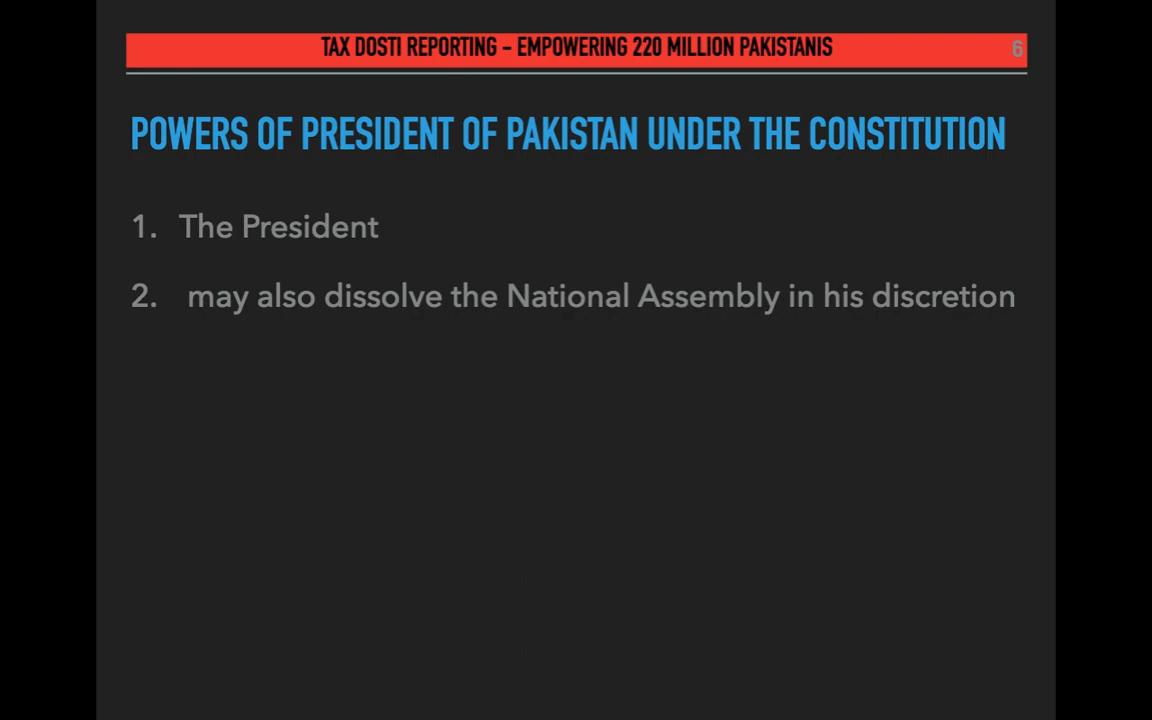 TAX DOSTI REPORTING – EMPOWERING 220 MILLION PAKISTANIS 6
POWERS OF PRESIDENT OF PAKISTAN UNDER THE CONSTITUTION
1. The President
2. may also dissolve the National Assembly in his discretion